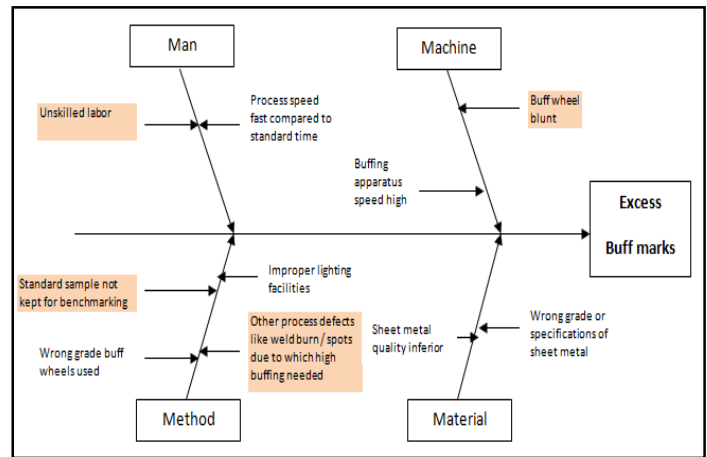 Man
Machine
Unskilled labor
Process speed
fast compared to
standard time
Buff wheel
blunt
Buffing
apparatus
speed high
Excess
Buff marks
Standard sample not
kept for benchmarking
Improper lighting
facilities
Wrong grade buff
wheels used
Other process defects
like weld burn / spots
due to which high
buffing needed
Sheet metal
quality inferior
Wrong grade or
specifications of
sheet metal
Method
Material